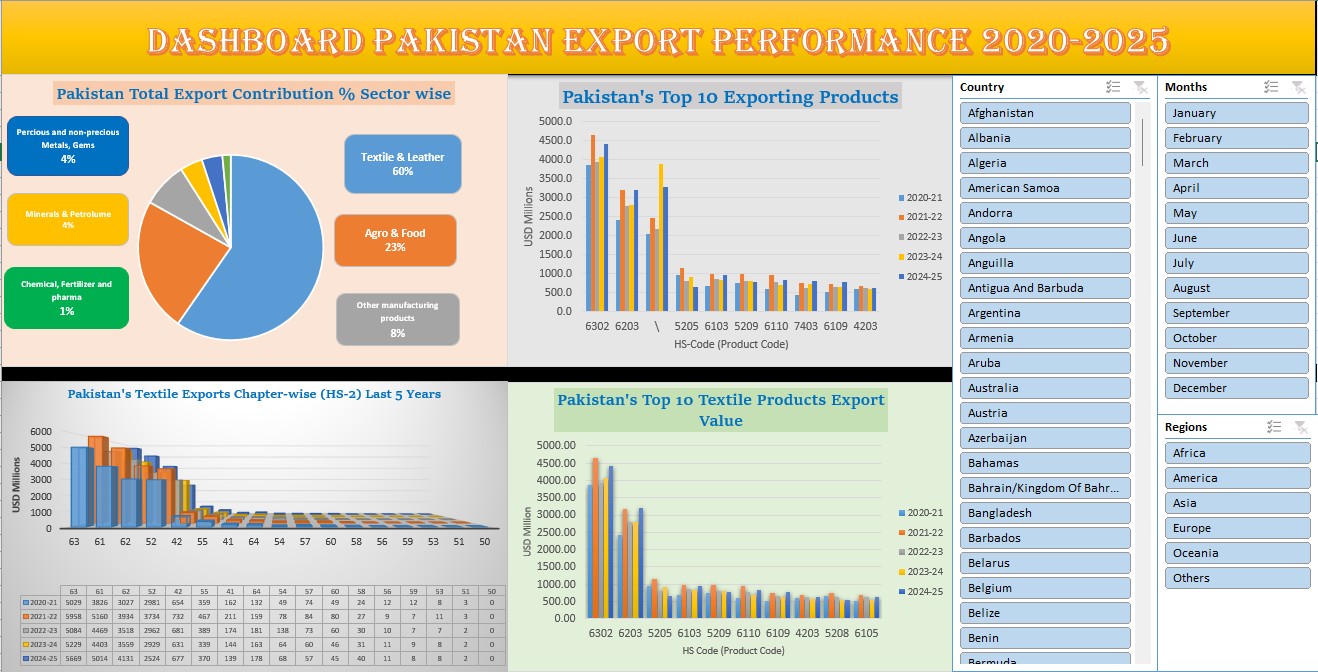 DASHBOARD PAKISTAN EXPORT PERFORMANCE 2020-2025
Pakistan Total Export Contribution % Sector wise
Percious and non-precious
Metals, Gems
4%
Minerals & Petrolume
4%
Chemical, Fertilizer and
pharma
1%
Textile & Leather
60%
Agro & Food
23%
Other manufacturing
products
8%
Pakistan's Top 10 Exporting Products
5000.0
4500.0
4000.0
3500.0
3000.0
2500.0
2000.0
1500.0
1000.0
500.0
0.0
USD Millions
6302 6203 \ 5205 6103 5209 6110 7403 6109 4203
HS-Code (Product Code)
2020-21
2021-22
2022-23
2023-24
2024-25
Pakistan's Textile Exports Chapter-wise (HS-2) Last 5 Years
6000
5000
4000
3000
2000
1000
0
USD Millions
63 61 62 52 42 55 41 64 54 57 60 58 56 59 53 51 50
63 61 62 52 42 55 41 64 54 57 60 58 56 59 53 51 50
2020-21 5029 3826 3027 2981 654 359 162 132 49 74 49 24 12 12 8 3 0
2021-22 5958 5160 3934 3734 732 467 211 159 78 84 80 27 9 7 11 3 0
2022-23 5084 4469 3518 2962 681 389 174 181 138 73 60 30 10 7 7 2 0
2023-24 5229 4403 3559 2929 631 339 144 163 64 60 46 31 11 9 8 2 0
2024-25 5669 5014 4131 2524 677 370 139 178 68 57 45 40 11 8 8 2 0
Pakistan's Top 10 Textile Products Export
Value
5000.00
4500.00
4000.00
3500.00
3000.00
2500.00
2000.00
1500.00
1000.00
500.00
0.00
USD Million
6302 6203 5205 6103 5209 6110 6109 4203 5208 6105
HS Code (Product Code)
2020-21
2021-22
2022-23
2023-24
2024-25
Country
Afghanistan
Albania
Algeria
American Samoa
Andorra
Angola
Anguilla
Antigua And Barbuda
Argentina
Armenia
Aruba
Australia
Austria
Azerbaijan
Bahamas
Bahrain/Kingdom Of Bahr...
Bangladesh
Barbados
Belarus
Belgium
Belize
Benin
Bermuda
Months
January
February
March
April
May
June
July
August
September
October
November
December
Regions
Africa
America
Asia
Europe
Oceania
Others